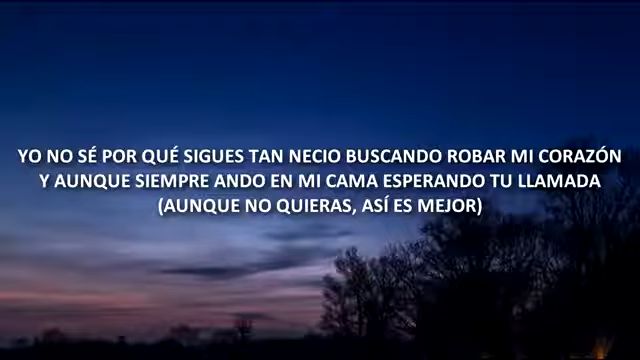 YO NO SÉ POR QUÉ SIGUES TAN NECIO BUSCANDO ROBAR MI CORAZÓN
Y AUNQUE SIEMPRE ANDO EN MI CAMA ESPERANDO TU LLAMADA
(AUNQUE NO QUIERAS, ASÍ ES MEJOR)